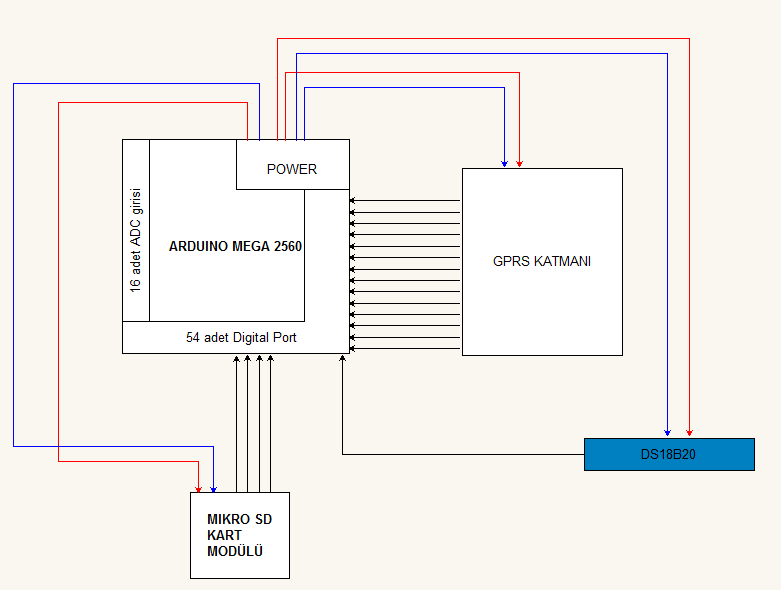 POWER
16 adet ADC girisi
ARDUINO MEGA 2560
GPRS KATMANI
54 adet Digital Port
DS18B20
MIKRO SD
KART
MODÜLÜ